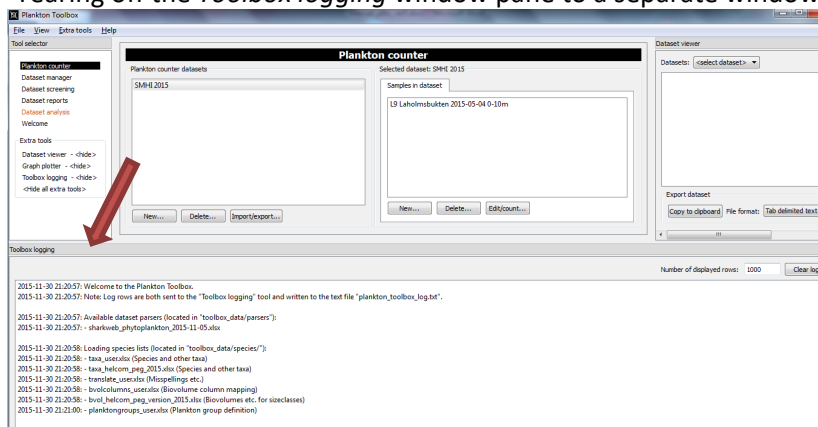 Tearing off the Toolbox logging window pane to a separate window
Plankton Toolbox
File View Extra tools Help
Tool selector
Plankton counter
Dataset manager
Dataset screening
Dataset reports
Dataset analysis
Welcome
Extra tools
Dataset viewer - <hide>
Graph plotter - <hide>
Toolbox logging - <hide>
<Hide all extra tools>
Plankton counter
Plankton counter datasets
SMHI 2015
New... Delete... Import/export...
Selected dataset: SMHI 2015
Samples in dataset
L9 Laholmsbukten 2015-05-04 0-10m
New... Delete... Edit/count...
Dataset viewer
Datasets: <select dataset>
Export dataset
Copy to clipboard File format: Tab delimited text
Toolbox logging
Number of displayed rows: 1000 Clear log
2015-11-30 21:20:57: Welcome to the Plankton Toolbox.
2015-11-30 21:20:57: Note: Log rows are both sent to the "Toolbox logging" tool and written to the text file "plankton_toolbox_log.txt".
2015-11-30 21:20:57: Available dataset parsers (located in "toolbox_data/parsers"):
2015-11-30 21:20:57: - sharkweb_phytoplankton_2015-11-05.xlsx
2015-11-30 21:20:58: Loading species lists (located in "toolbox_data/species/"):
2015-11-30 21:20:58: - taxa_user.xlsx (Species and other taxa)
2015-11-30 21:20:58: - taxa_helcom_peg_2015.xlsx (Species and other taxa)
2015-11-30 21:20:58: - translate_user.xlsx (Misspellings etc.)
2015-11-30 21:20:58: - bvolcolumns_user.xlsx (Biovolume column mapping)
2015-11-30 21:20:58: - bvol_helcom_peg_version_2015.xlsx (Biovolumes etc. for sizeclasses)
2015-11-30 21:21:00: - planktongroups_user.xlsx (Plankton group definition)